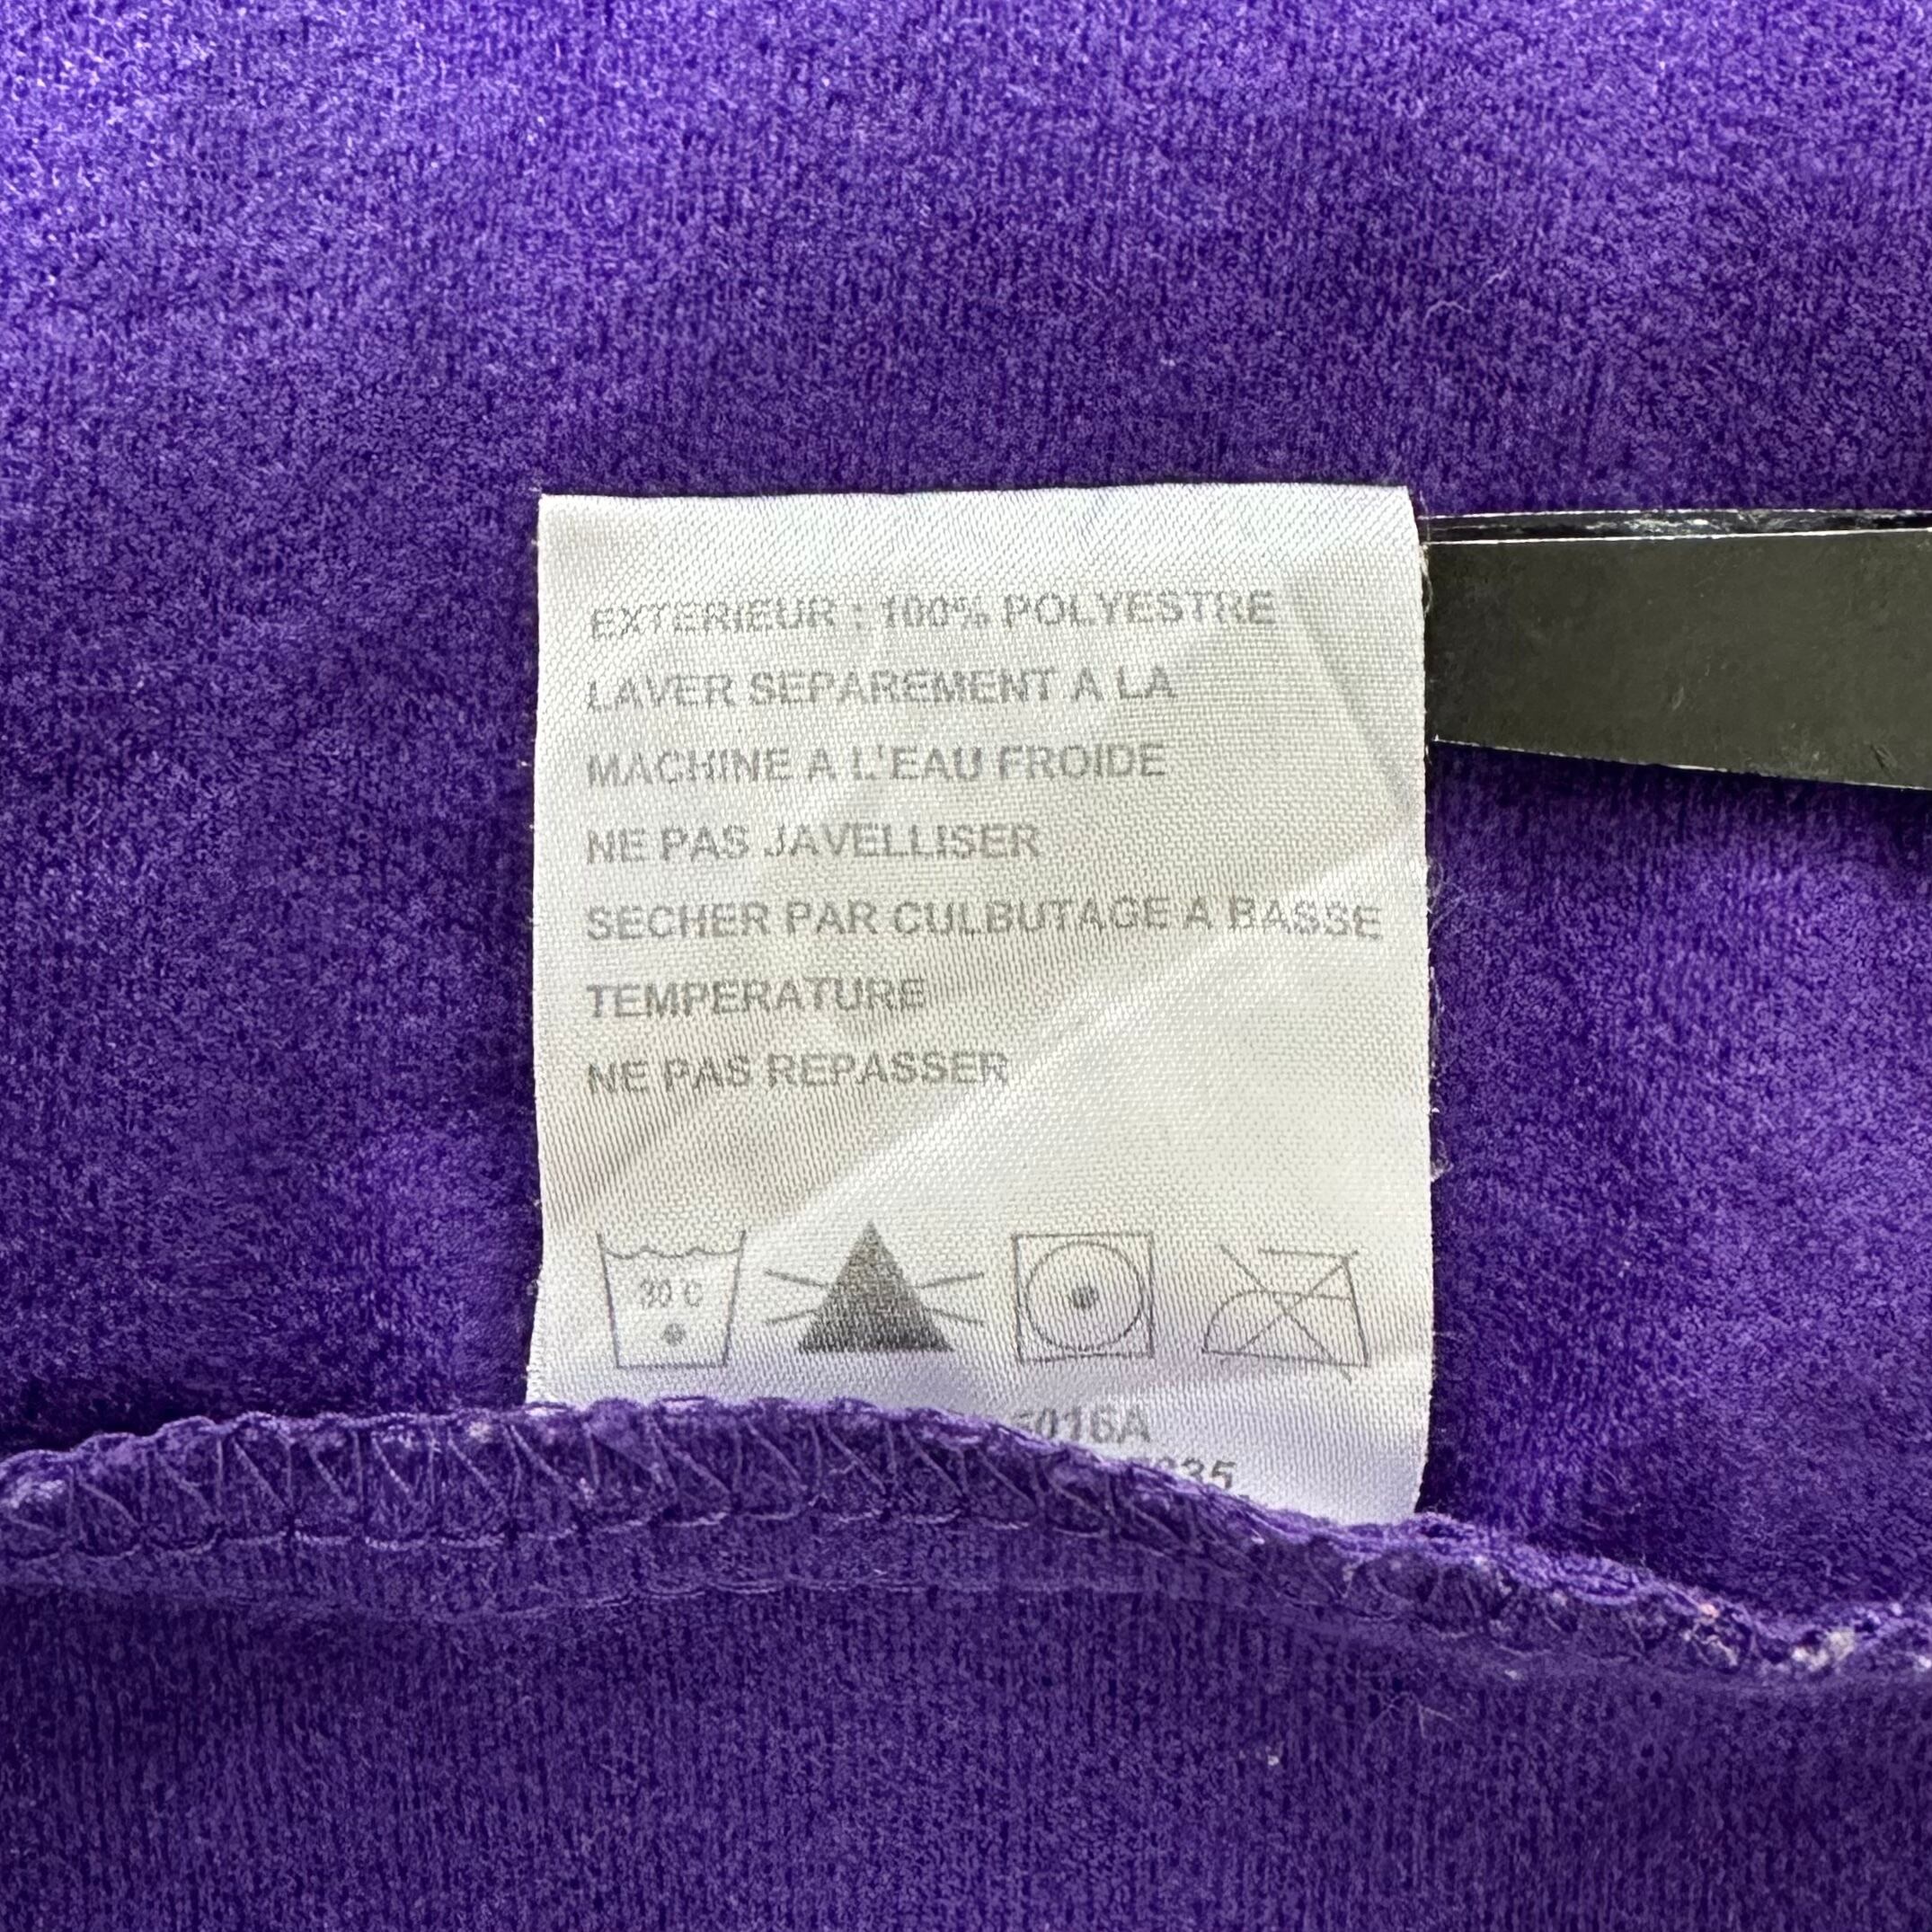 EXTERIEUR : 100% POLYESTRE
LAVER SEPAREMENT A LA
MACHINE A L'EAU FROIDE
NE PAS JAVELLISER
SECHER PAR CULBUTAGE A BASSE
TEMPERATURE
NE PAS REPASSER
30 C